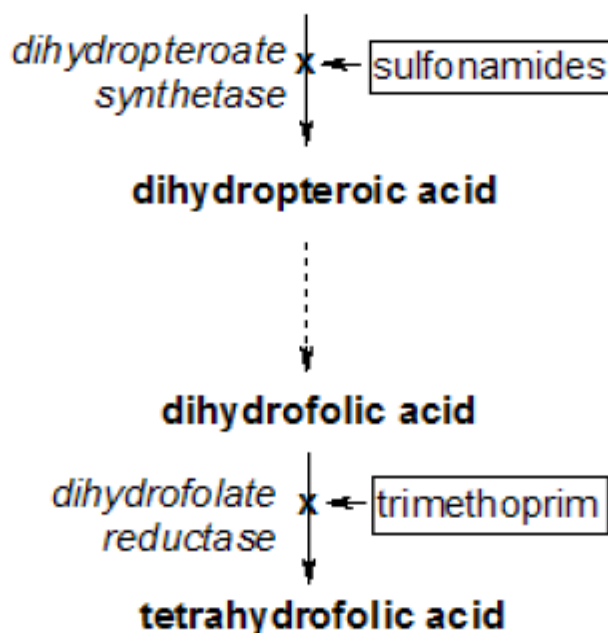 dihydropteroate
x
sulfonamides
synthetase
dihydropteroic acid
dihydrofolic acid
dihydrofolate
x
trimethoprim
reductase
tetrahydrofolic acid